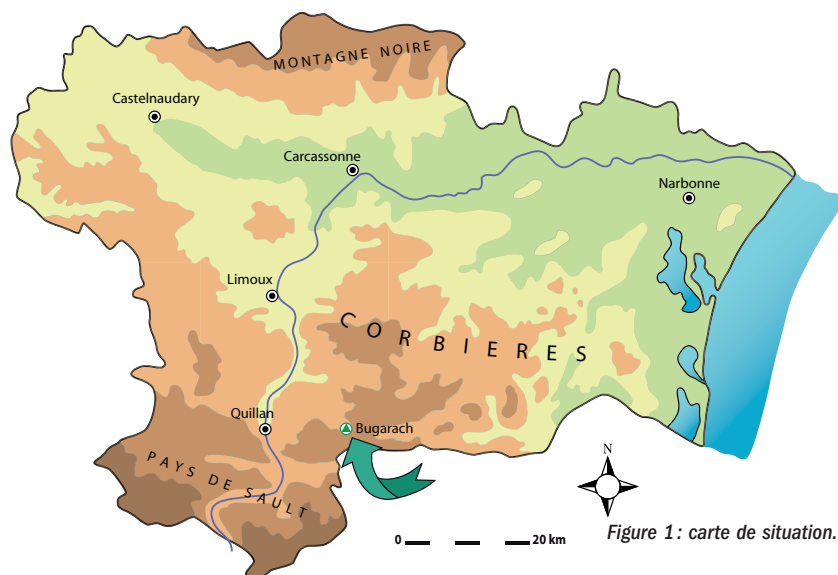 MONTAGNE NOIRE
Castelnaudary
Carcassonne
Narbonne
Limoux
CORBIERES
Quillan
Bugarach
PAYS DE SAULT
N
0 20 km
Figure 1: carte de situation.